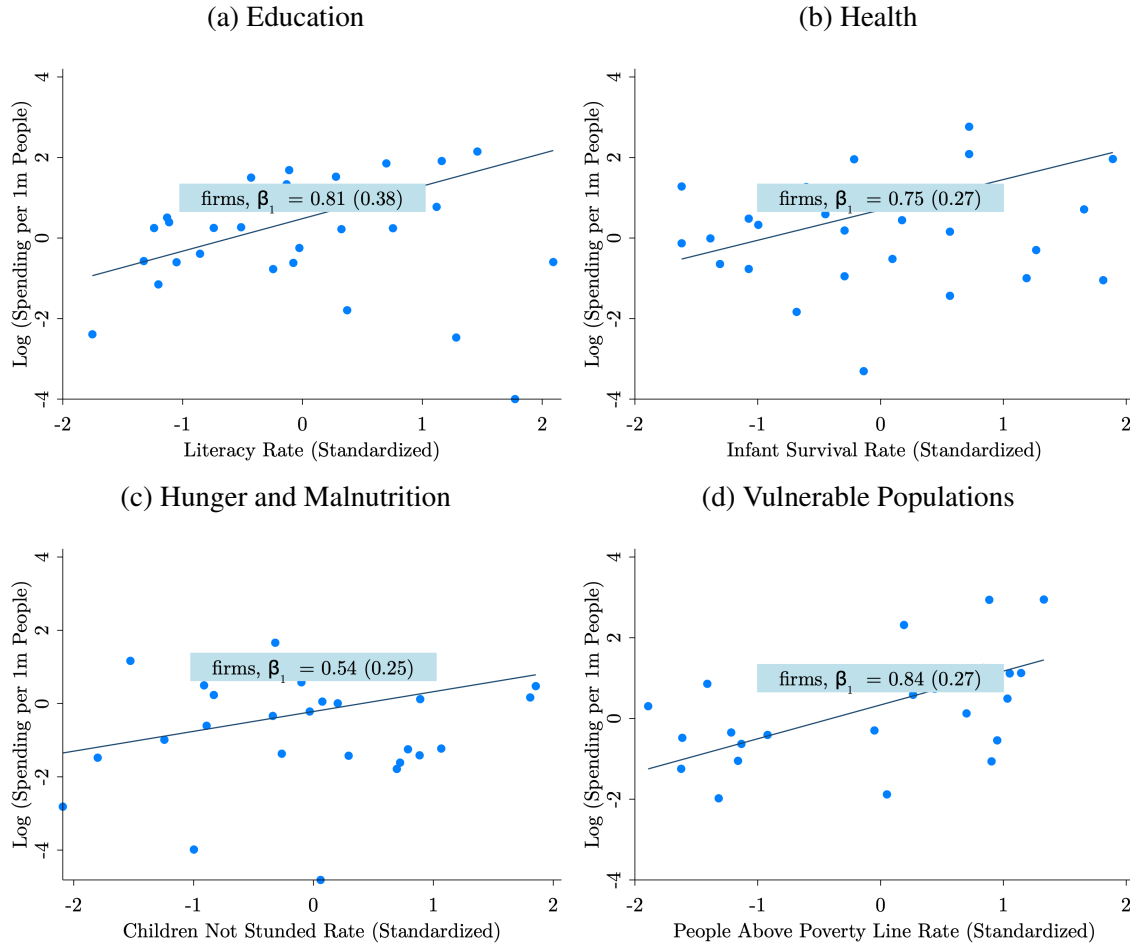 (a) Education
Log (Spending per 1m People)
4
2
0
-2
-4
firms, β₁ = 0.81 (0.38)
-2 -1 0 1 2
Literacy Rate (Standardized)
(b) Health
Log (Spending per 1m People)
4
2
0
-2
-4
firms, β₁ = 0.75 (0.27)
-2 -1 0 1 2
Infant Survival Rate (Standardized)
(c) Hunger and Malnutrition
Log (Spending per 1m People)
4
2
0
-2
-4
firms, β₁ = 0.54 (0.25)
-2 -1 0 1 2
Children Not Stunded Rate (Standardized)
(d) Vulnerable Populations
Log (Spending per 1m People)
4
2
0
-2
-4
firms, β₁ = 0.84 (0.27)
-2 -1 0 1 2
People Above Poverty Line Rate (Standardized)